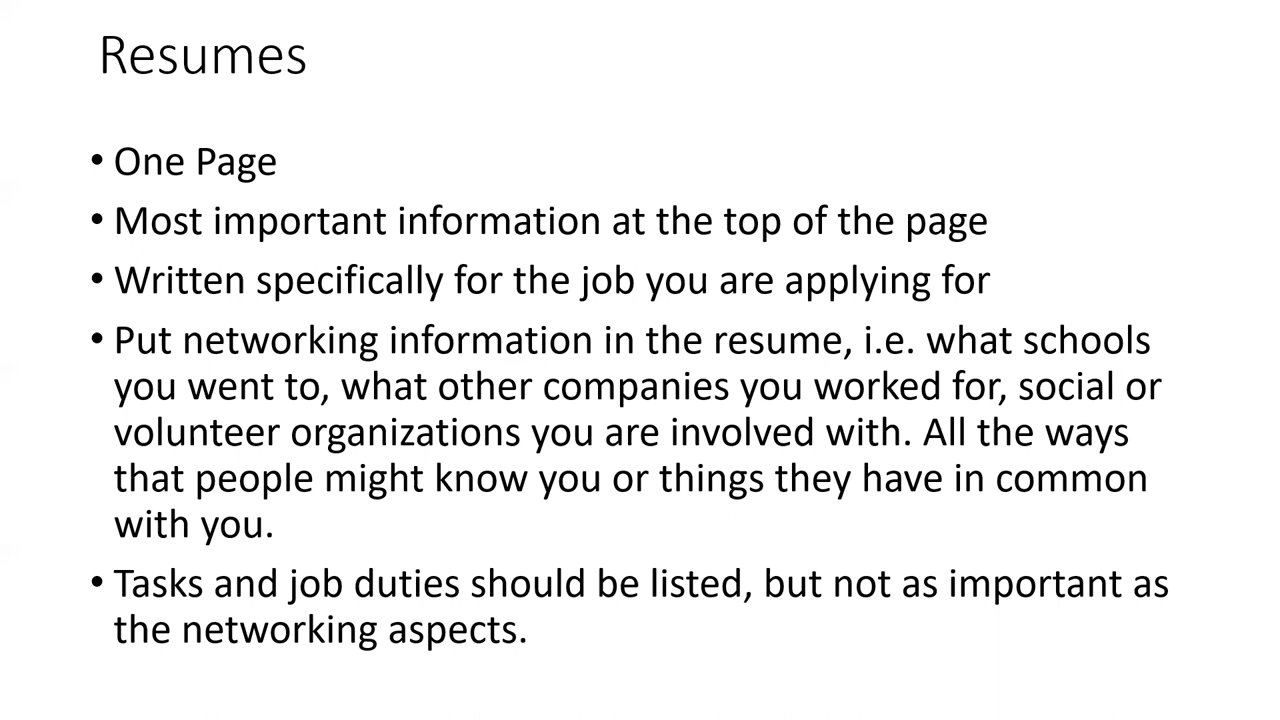 Resumes
• One Page
• Most important information at the top of the page
• Written specifically for the job you are applying for
• Put networking information in the resume, i.e. what schools
you went to, what other companies you worked for, social or
volunteer organizations you are involved with. All the ways
that people might know you or things they have in common
with you.
• Tasks and job duties should be listed, but not as important as
the networking aspects.